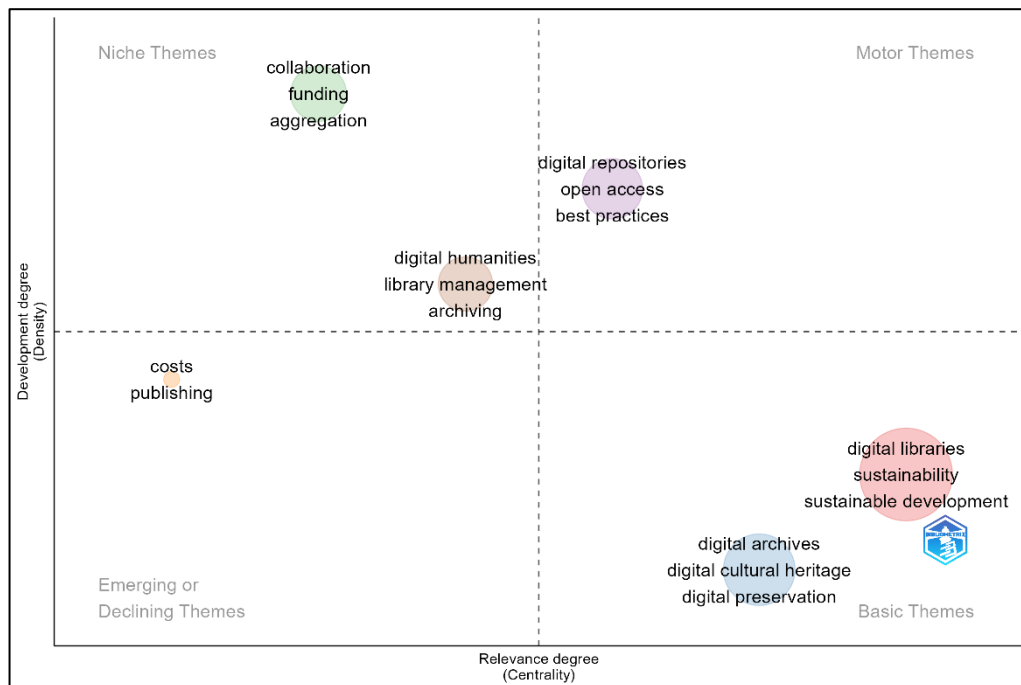 Niche Themes
Motor Themes
collaboration
funding
aggregation
digital repositories
open access
best practices
digital humanities
library management
archiving
costs
publishing
digital libraries
sustainability
sustainable development
digital archives
digital cultural heritage
digital preservation
BIBLIOMETRIX
Emerging or
Declining Themes
Basic Themes
Development degree
(Density)
Relevance degree
(Centrality)